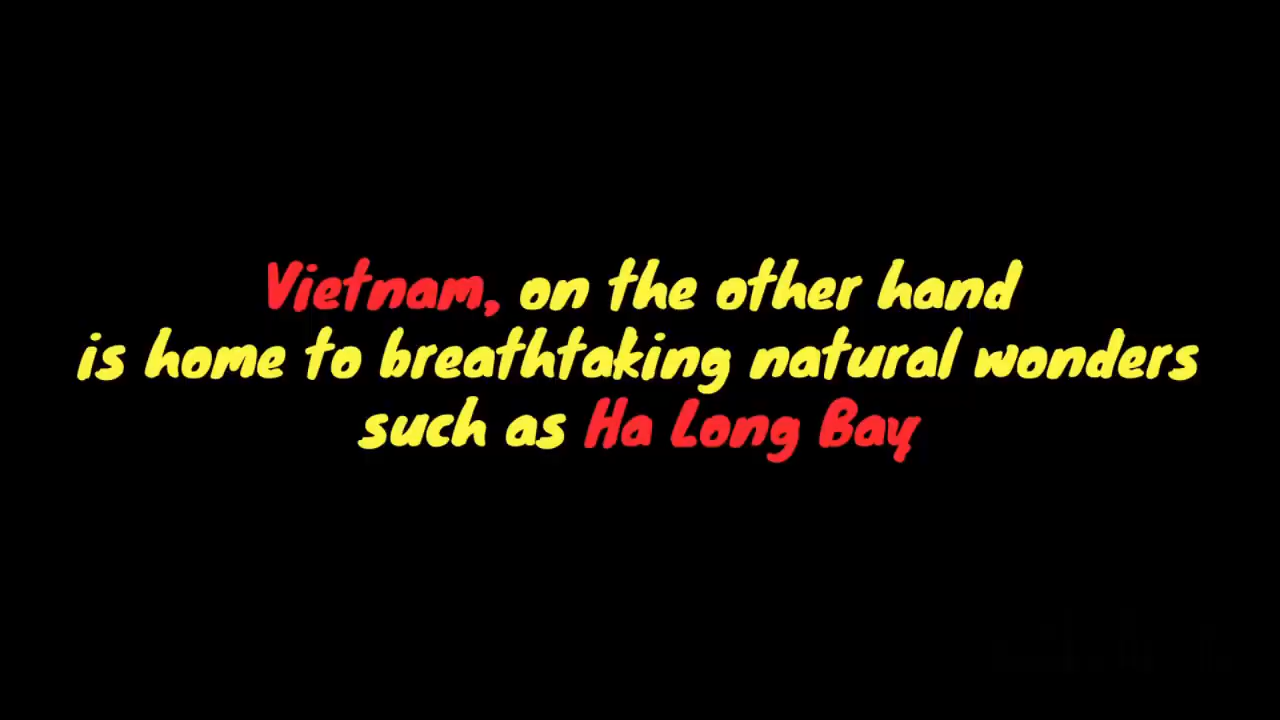 Vietnam, on the other hand
is home to breathtaking natural wonders
such as Ha Long Bay